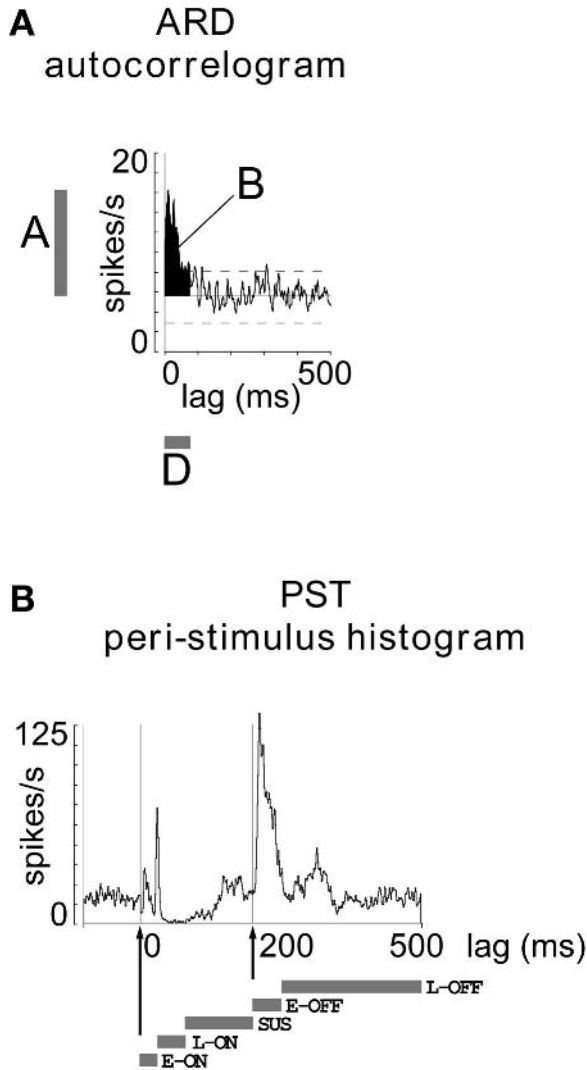 A
ARD
autocorrelogram
20
B
A
spikes/s
0
0 500
lag (ms)
D
B
PST
peri-stimulus histogram
125
spikes/s
0
0 200 500 lag (ms)
L-OFF
E-OFF
SUS
L-ON
E-ON